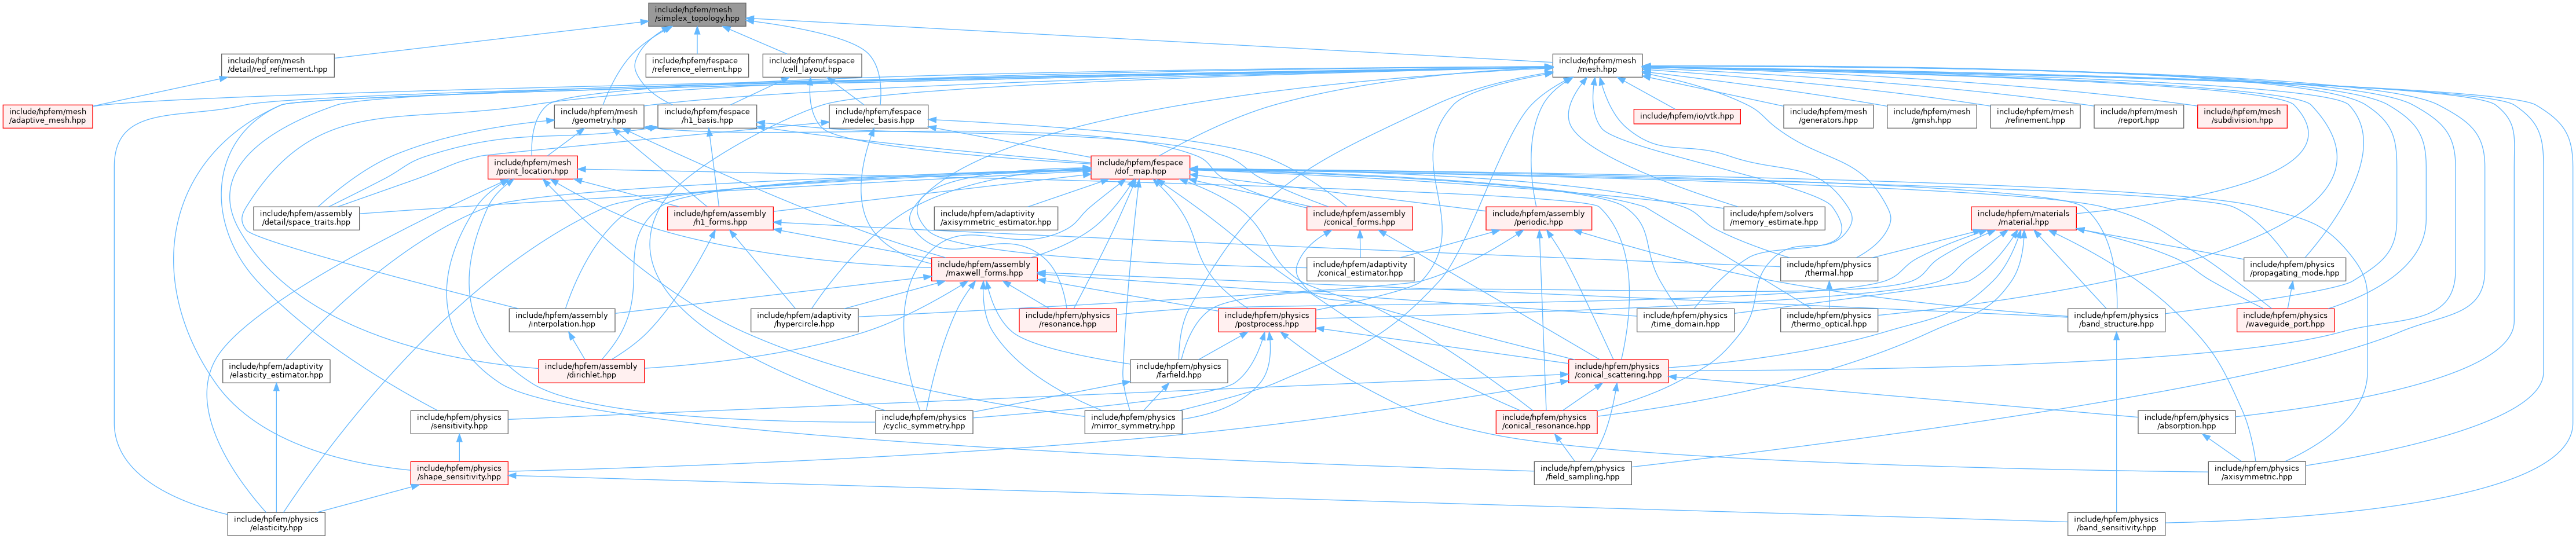 include/hpfem/mesh
/simplex_topology.hpp
include/hpfem/mesh
/detail/red_refinement.hpp
include/hpfem/fespace
/reference_element.hpp
include/hpfem/fespace
/cell_layout.hpp
include/hpfem/mesh
/mesh.hpp
include/hpfem/mesh
/adaptive_mesh.hpp
include/hpfem/mesh
/geometry.hpp
include/hpfem/fespace
/h1_basis.hpp
include/hpfem/fespace
/nedelec_basis.hpp
include/hpfem/io/vtk.hpp
include/hpfem/mesh
/generators.hpp
include/hpfem/mesh
/gmsh.hpp
include/hpfem/mesh
/refinement.hpp
include/hpfem/mesh
/report.hpp
include/hpfem/mesh
/subdivision.hpp
include/hpfem/mesh
/point_location.hpp
include/hpfem/fespace
/dof_map.hpp
include/hpfem/assembly
/detail/space_traits.hpp
include/hpfem/assembly
/h1_forms.hpp
include/hpfem/adaptivity
/axisymmetric_estimator.hpp
include/hpfem/assembly
/conical_forms.hpp
include/hpfem/assembly
/periodic.hpp
include/hpfem/solvers
/memory_estimate.hpp
include/hpfem/materials
/material.hpp
include/hpfem/assembly
/maxwell_forms.hpp
include/hpfem/adaptivity
/conical_estimator.hpp
include/hpfem/physics
/thermal.hpp
include/hpfem/physics
/propagating_mode.hpp
include/hpfem/assembly
/interpolation.hpp
include/hpfem/adaptivity
/hypercircle.hpp
include/hpfem/physics
/resonance.hpp
include/hpfem/physics
/postprocess.hpp
include/hpfem/physics
/time_domain.hpp
include/hpfem/physics
/thermo_optical.hpp
include/hpfem/physics
/band_structure.hpp
include/hpfem/physics
/waveguide_port.hpp
include/hpfem/adaptivity
/elasticity_estimator.hpp
include/hpfem/assembly
/dirichlet.hpp
include/hpfem/physics
/farfield.hpp
include/hpfem/physics
/conical_scattering.hpp
include/hpfem/physics
/sensitivity.hpp
include/hpfem/physics
/cyclic_symmetry.hpp
include/hpfem/physics
/mirror_symmetry.hpp
include/hpfem/physics
/conical_resonance.hpp
include/hpfem/physics
/absorption.hpp
include/hpfem/physics
/shape_sensitivity.hpp
include/hpfem/physics
/field_sampling.hpp
include/hpfem/physics
/axisymmetric.hpp
include/hpfem/physics
/elasticity.hpp
include/hpfem/physics
/band_sensitivity.hpp